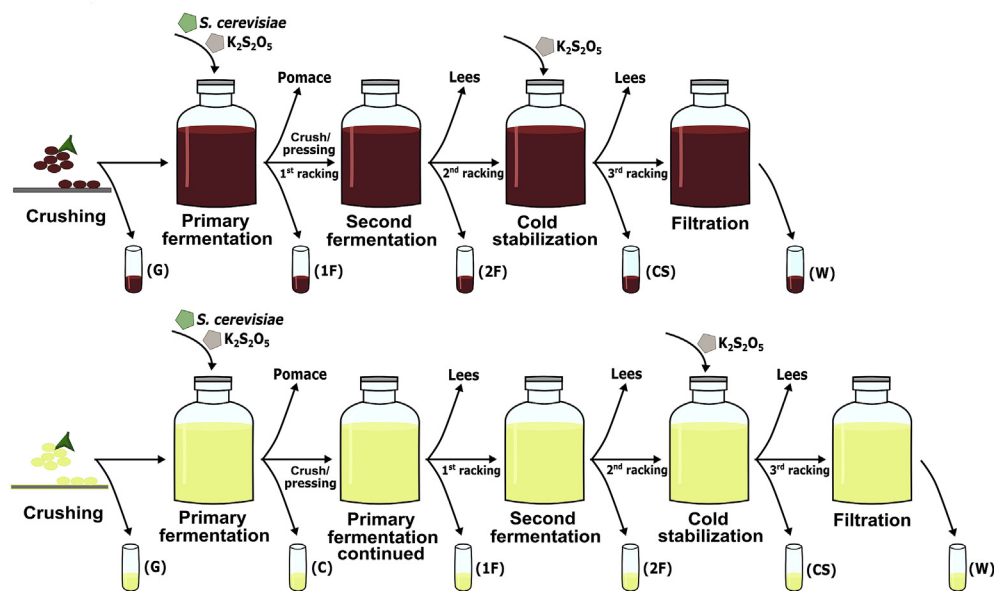 S. cerevisiae
K₂S₂O₅
K₂S₂O₅
Pomace
Lees
Lees
Crush/
pressing
1st racking
2nd racking
3rd racking
Crushing
Primary
fermentation
Second
fermentation
Cold
stabilization
Filtration
(G)
(1F)
(2F)
(CS)
(W)
S. cerevisiae
K₂S₂O₅
K₂S₂O₅
Pomace
Lees
Lees
Lees
Crush/
pressing
1st racking
2nd racking
3rd racking
Crushing
Primary
fermentation
Primary
fermentation
continued
Second
fermentation
Cold
stabilization
Filtration
(G)
(C)
(1F)
(2F)
(CS)
(W)